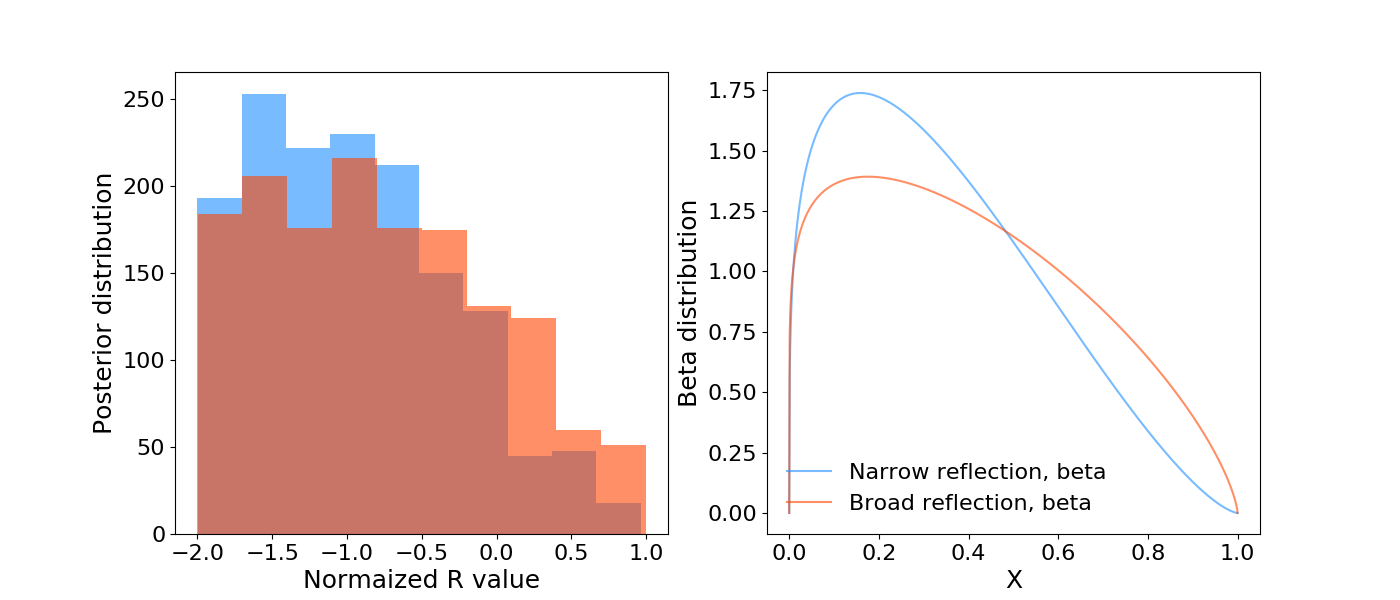 Posterior distribution
250
200
150
100
50
0
−2.0 −1.5 −1.0 −0.5 0.0 0.5 1.0
Normaized R value
Beta distribution
1.75
1.50
1.25
1.00
0.75
0.50
0.25
0.00
Narrow reflection, beta
Broad reflection, beta
0.0 0.2 0.4 0.6 0.8 1.0
X